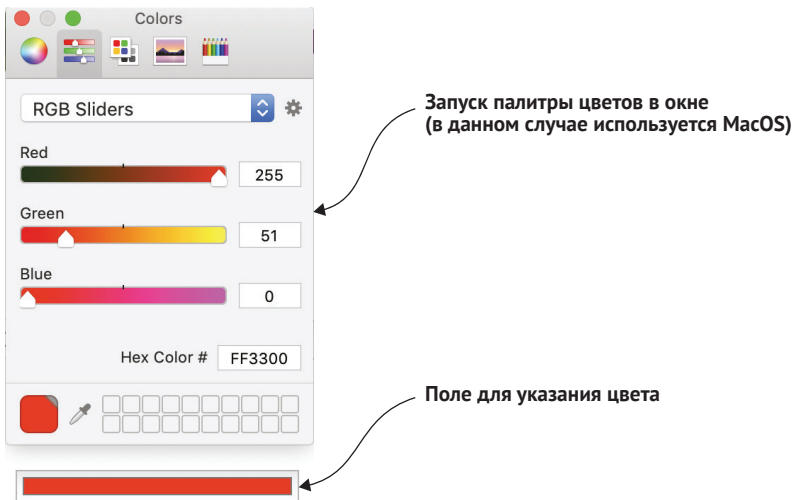 Colors
RGB Sliders
Red
255
Green
51
Blue
0
Hex Color # FF3300
Запуск палитры цветов в окне
(в данном случае используется MacOS)
Поле для указания цвета